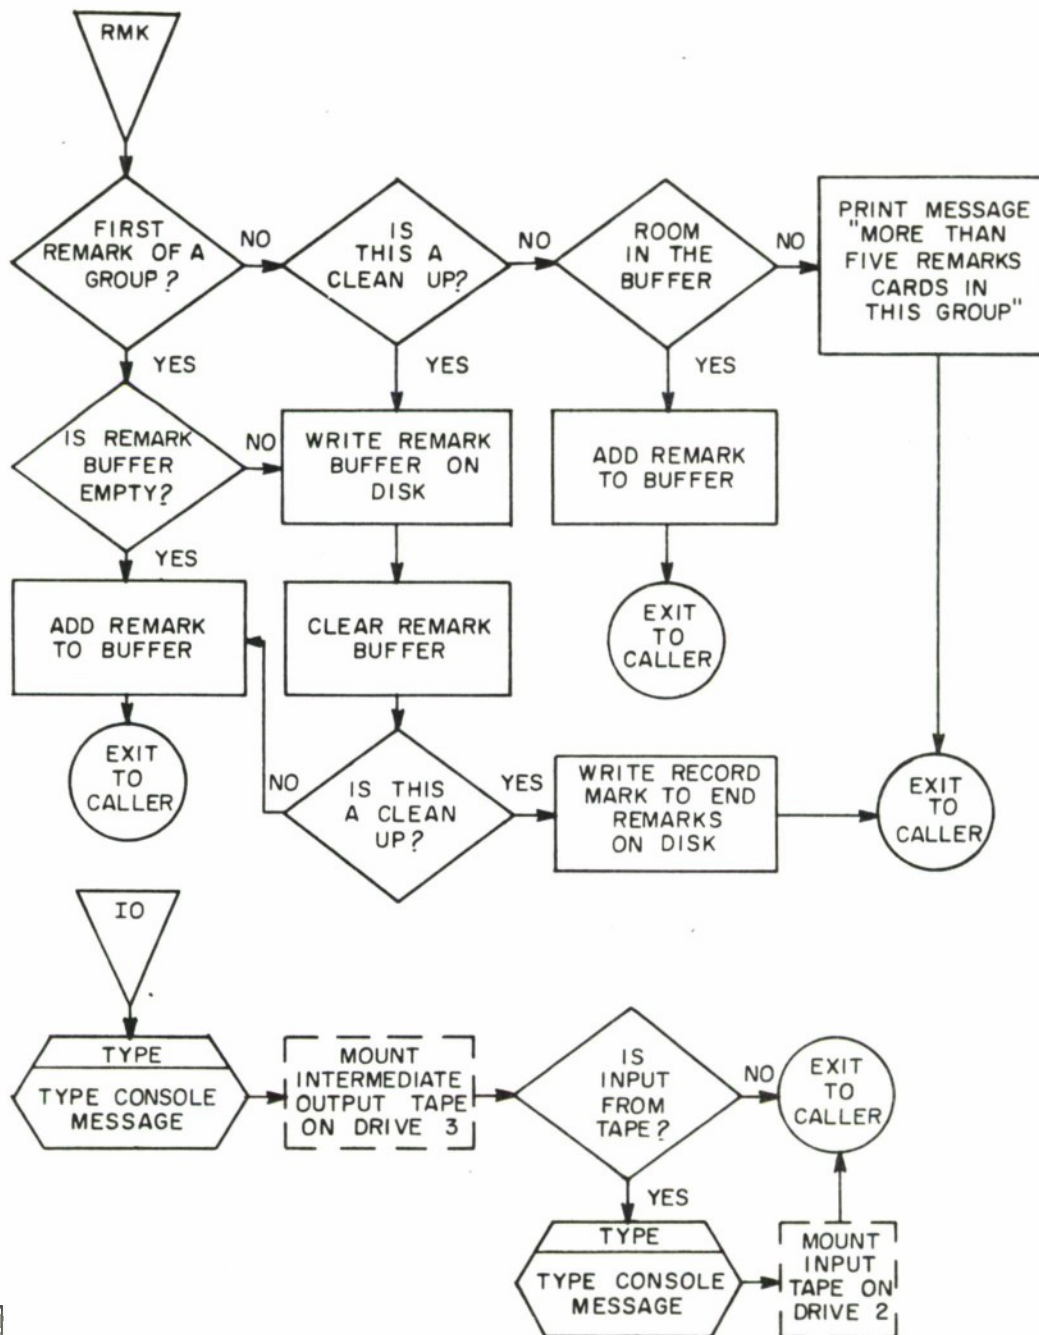 RMK
FIRST
REMARK OF A
GROUP?
NO
IS
THIS A
CLEAN UP?
NO
ROOM
IN THE
BUFFER
NO
PRINT MESSAGE
"MORE THAN
FIVE REMARKS
CARDS IN
THIS GROUP"
YES
YES
YES
IS REMARK
BUFFER
EMPTY?
NO
WRITE REMARK
BUFFER ON
DISK
ADD REMARK
TO BUFFER
YES
ADD REMARK
TO BUFFER
CLEAR REMARK
BUFFER
EXIT
TO
CALLER
EXIT
TO
CALLER
NO
IS THIS
A CLEAN
UP?
YES
WRITE RECORD
MARK TO END
REMARKS
ON DISK
EXIT
TO
CALLER
IO
TYPE
TYPE CONSOLE
MESSAGE
MOUNT
INTERMEDIATE
OUTPUT TAPE
ON DRIVE 3
IS
INPUT
FROM
TAPE?
NO
EXIT
TO
CALLER
YES
TYPE
TYPE CONSOLE
MESSAGE
MOUNT
INPUT
TAPE ON
DRIVE 2